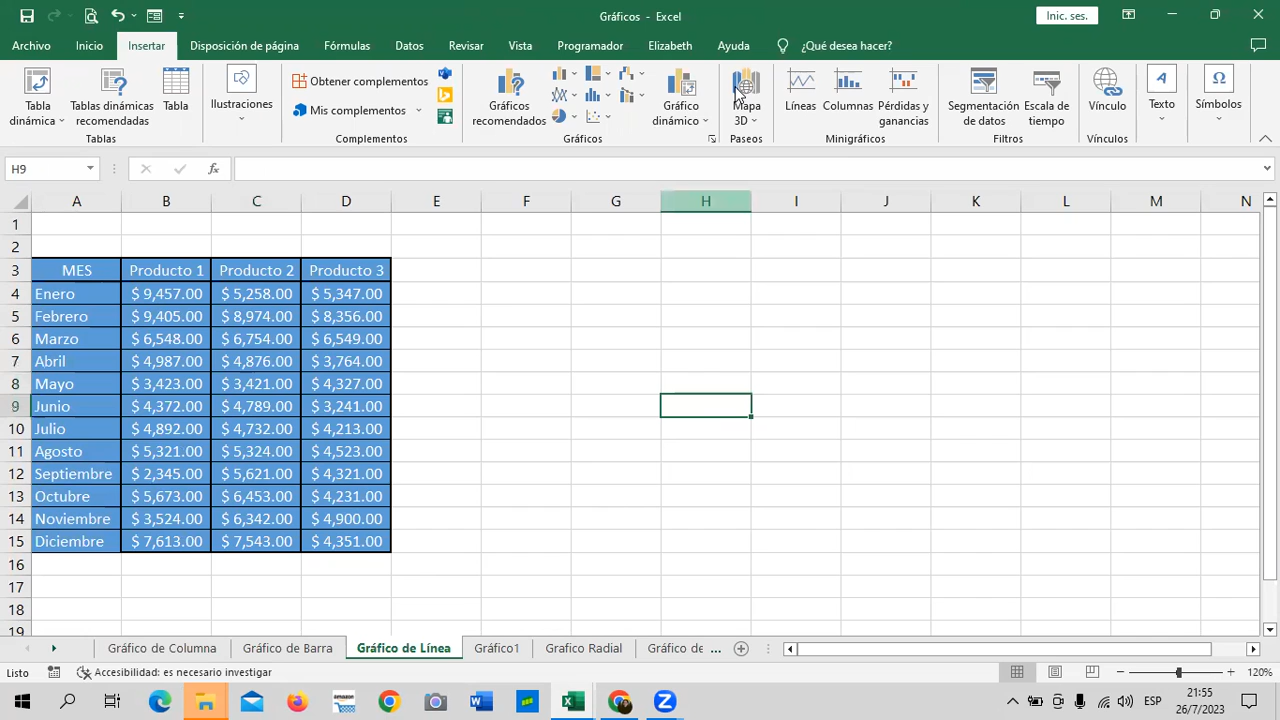 Gráficos - Excel
Inic. ses.
Archivo Inicio Insertar Disposición de página Fórmulas Datos Revisar Vista Programador Elizabeth Ayuda ¿Qué desea hacer?
Tabla dinámica
Tablas dinámicas recomendadas
Tabla
Tablas
Ilustraciones
Obtener complementos
Mis complementos
Complementos
Gráficos recomendados
Gráfico dinámico
Gráficos
Mapa 3D
Paseos
Líneas
Columnas
Pérdidas y ganancias
Minigráficos
Segmentación de datos
Escala de tiempo
Filtros
Vínculo
Vínculos
Texto
Símbolos
H9
fx
A B C D E F G H I J K L M N
1
2
3 MES Producto 1 Producto 2 Producto 3
4 Enero $ 9,457.00 $ 5,258.00 $ 5,347.00
5 Febrero $ 9,405.00 $ 8,974.00 $ 8,356.00
6 Marzo $ 6,548.00 $ 6,754.00 $ 6,549.00
7 Abril $ 4,987.00 $ 4,876.00 $ 3,764.00
8 Mayo $ 3,423.00 $ 3,421.00 $ 4,327.00
9 Junio $ 4,372.00 $ 4,789.00 $ 3,241.00
10 Julio $ 4,892.00 $ 4,732.00 $ 4,213.00
11 Agosto $ 5,321.00 $ 5,324.00 $ 4,523.00
12 Septiembre $ 2,345.00 $ 5,621.00 $ 4,321.00
13 Octubre $ 5,673.00 $ 6,453.00 $ 4,231.00
14 Noviembre $ 3,524.00 $ 6,342.00 $ 4,900.00
15 Diciembre $ 7,613.00 $ 7,543.00 $ 4,351.00
16
17
18
19
Gráfico de Columna Gráfico de Barra Gráfico de Línea Gráfico1 Grafico Radial Gráfico de ...
Listo Accesibilidad: es necesario investigar 120%
ESP
21:55
26/7/2023